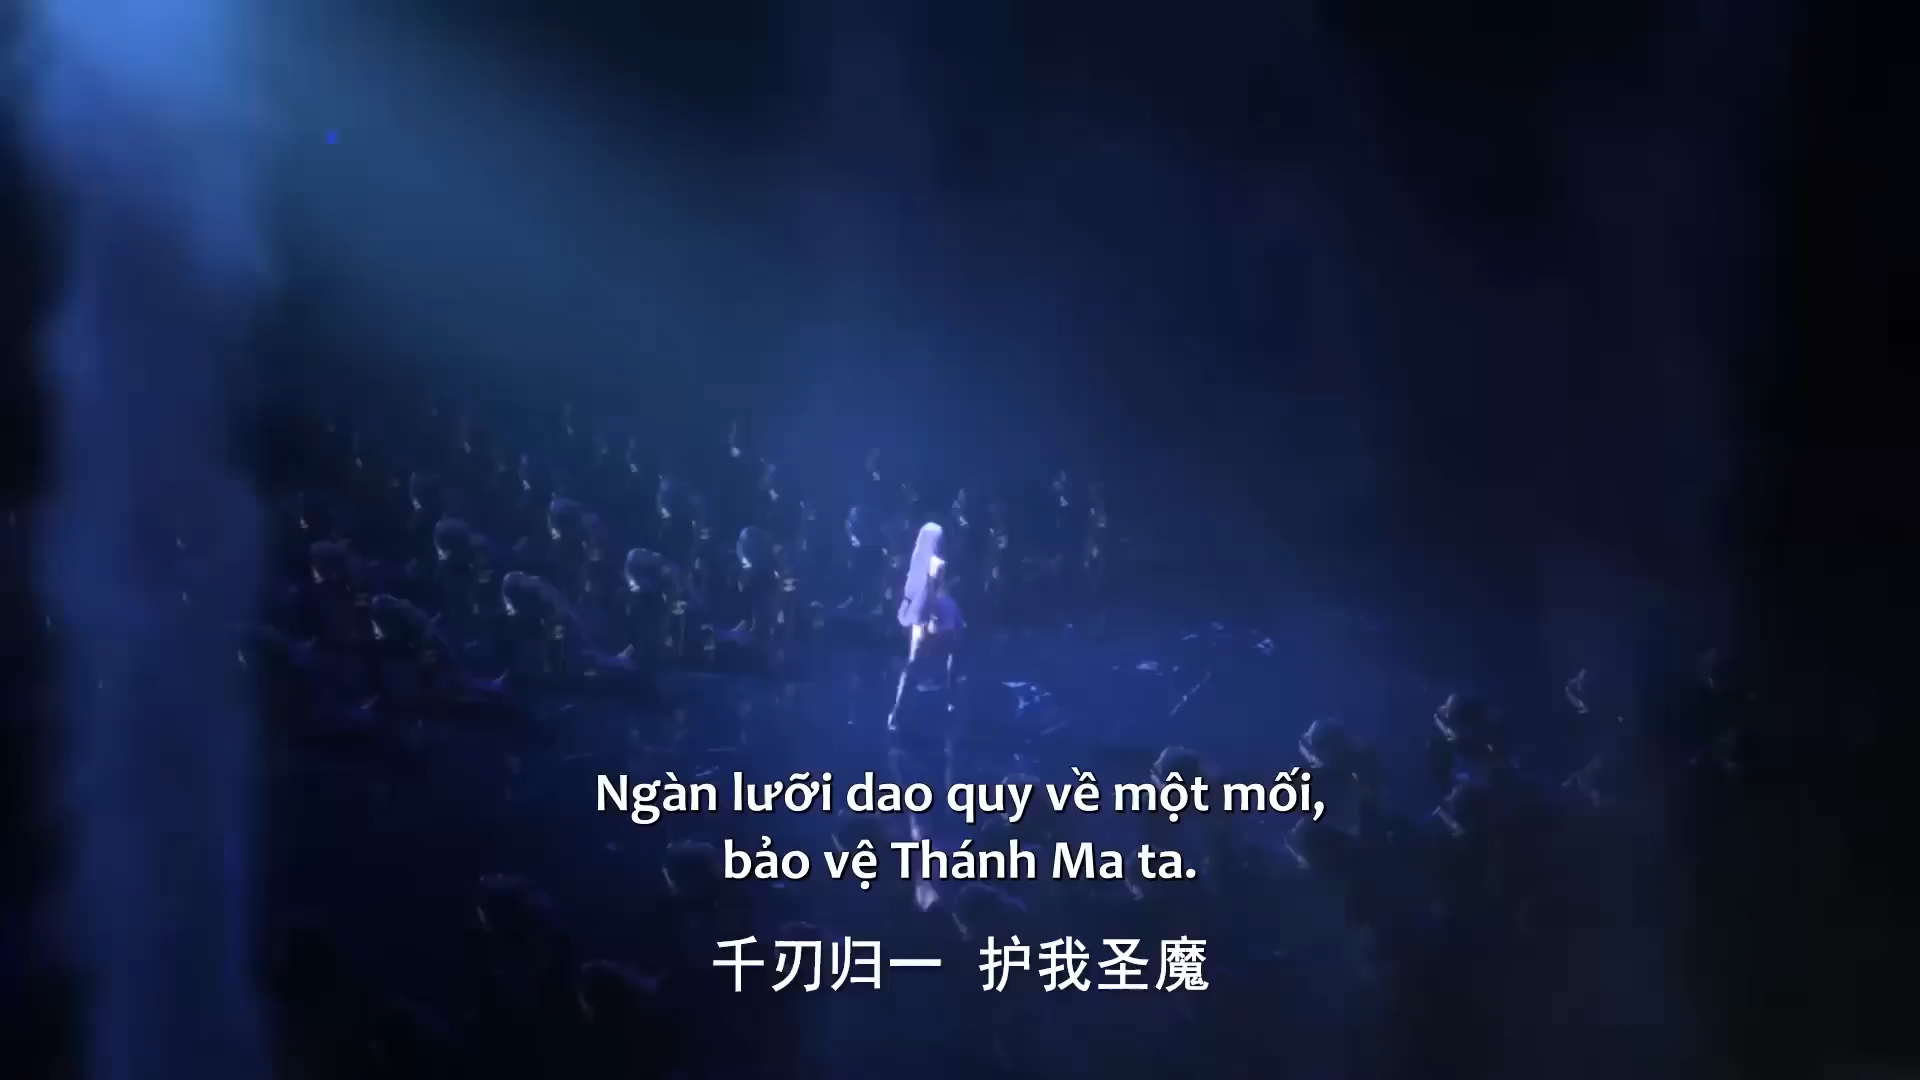 Ngàn lưỡi dao quy về một mối,
bảo vệ Thánh Ma ta.
千刃归一 护我圣魔